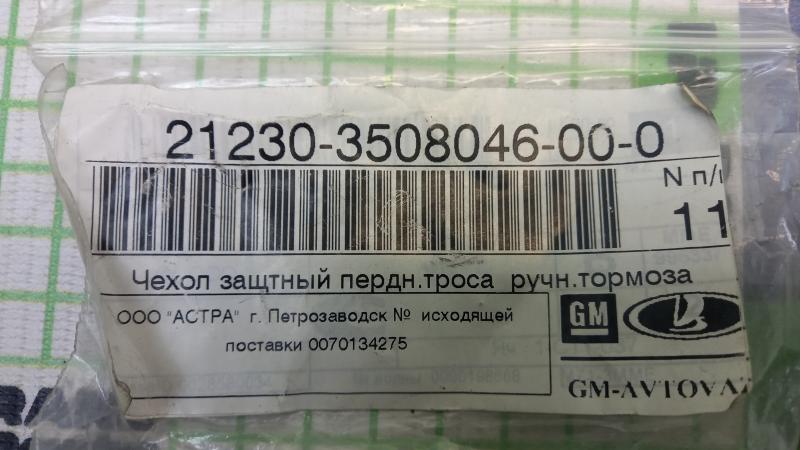 21230-3508046-00-0
N п/
11
Чехол защтный пердн.троса ручн.тормоза
ООО "АСТРА" г. Петрозаводск № исходящей
поставки 0070134275
GM
GM-AVTOVAZ